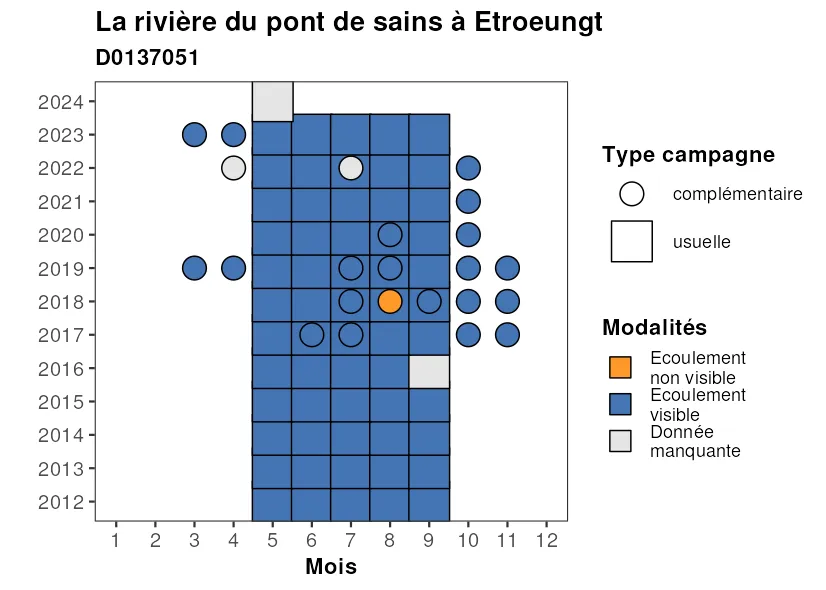 La rivière du pont de sains à Etroeungt
D0137051
2024
2023
2022
2021
2020
2019
2018
2017
2016
2015
2014
2013
2012
1 2 3 4 5 6 7 8 9 10 11 12
Mois
Type campagne
complémentaire
usuelle
Modalités
Ecoulement
non visible
Ecoulement
visible
Donnée
manquante